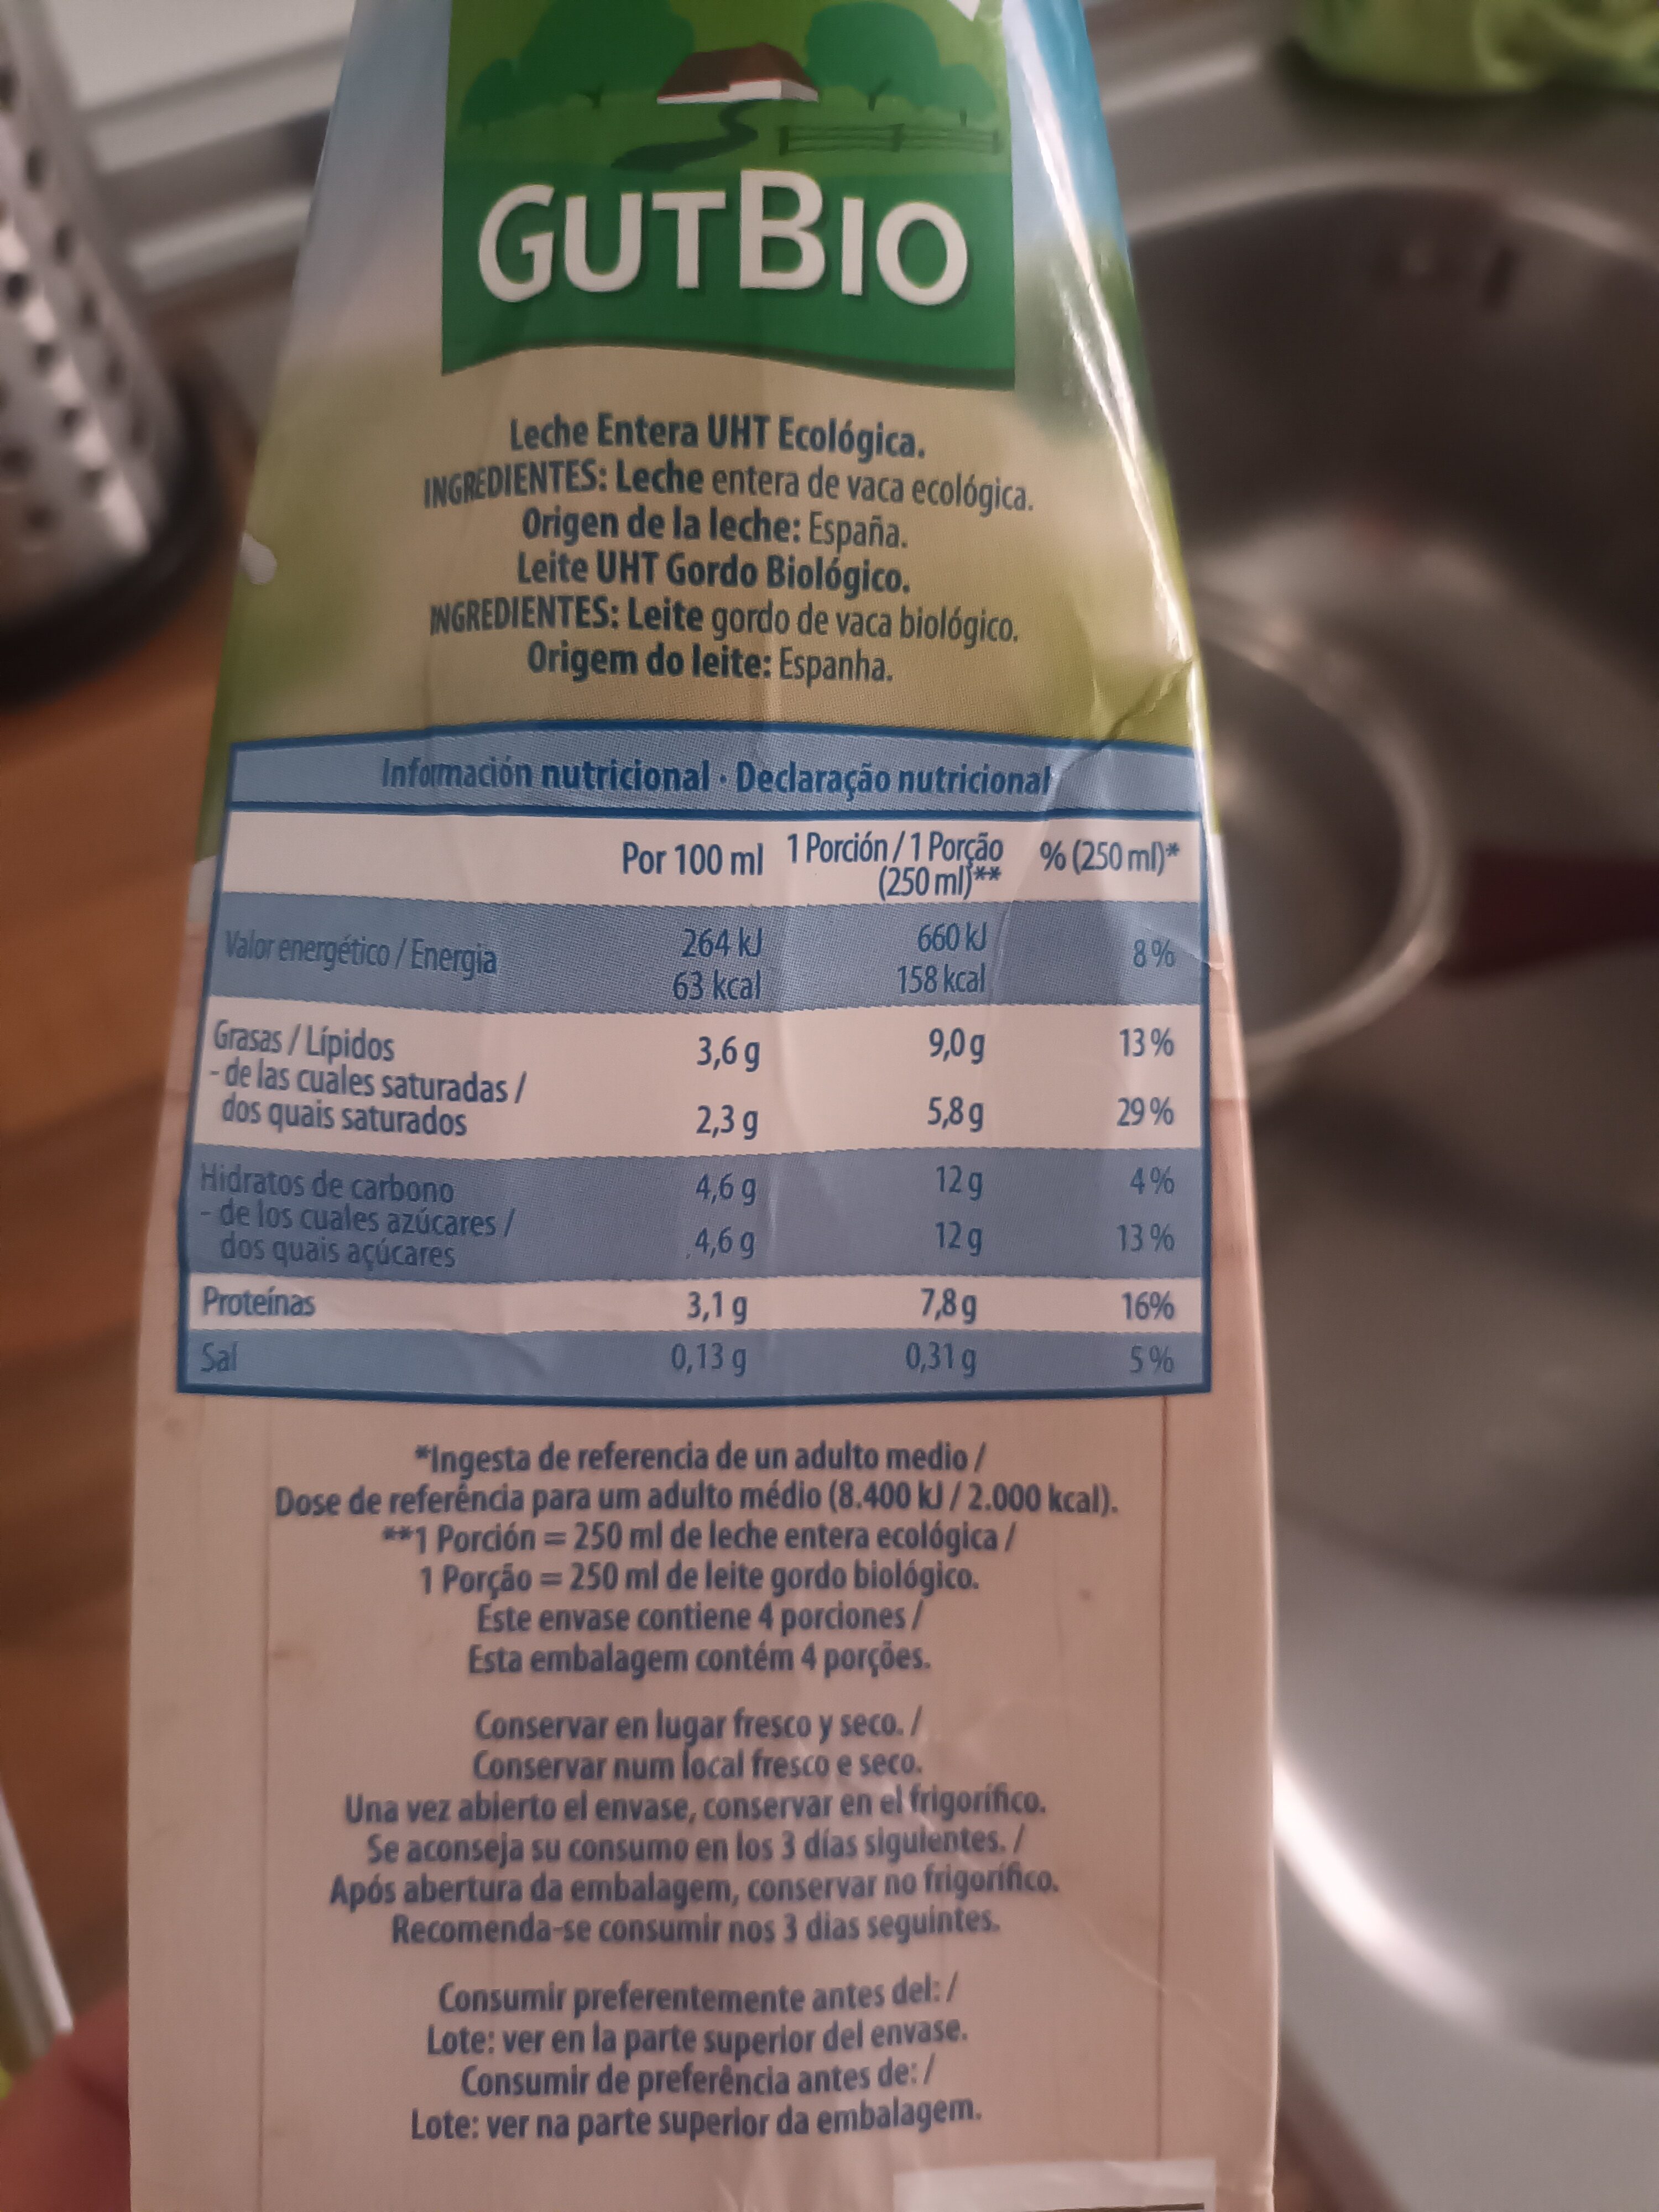 GUTBIO
Leche Entera UHT Ecológica.
INGREDIENTES: Leche entera de vaca ecológica.
Origen de la leche: España.
Leite UHT Gordo Biológico.
INGREDIENTES: Leite gordo de vaca biológico.
Origem do leite: Espanha.
Información nutricional · Declaração nutricional
Por 100 ml 1 Porción / 1 Porção (250 ml)** % (250 ml)*
Valor energético / Energia 264 kJ 660 kJ 8 %
63 kcal 158 kcal
Grasas / Lípidos 3,6 g 9,0 g 13 %
- de las cuales saturadas /
dos quais saturados 2,3 g 5,8 g 29 %
Hidratos de carbono 4,6 g 12 g 4 %
- de los cuales azúcares /
dos quais açúcares 4,6 g 12 g 13 %
Proteínas 3,1 g 7,8 g 16%
Sal 0,13 g 0,31 g 5 %
*Ingesta de referencia de un adulto medio /
Dose de referência para um adulto médio (8.400 kJ / 2.000 kcal).
**1 Porción = 250 ml de leche entera ecológica /
1 Porção = 250 ml de leite gordo biológico.
Este envase contiene 4 porciones /
Esta embalagem contém 4 porções.
Conservar en lugar fresco y seco. /
Conservar num local fresco e seco.
Una vez abierto el envase, conservar en el frigorífico.
Se aconseja su consumo en los 3 días siguientes. /
Após abertura da embalagem, conservar no frigorífico.
Recomenda-se consumir nos 3 dias seguintes.
Consumir preferentemente antes del: /
Lote: ver en la parte superior del envase.
Consumir de preferência antes de: /
Lote: ver na parte superior da embalagem.